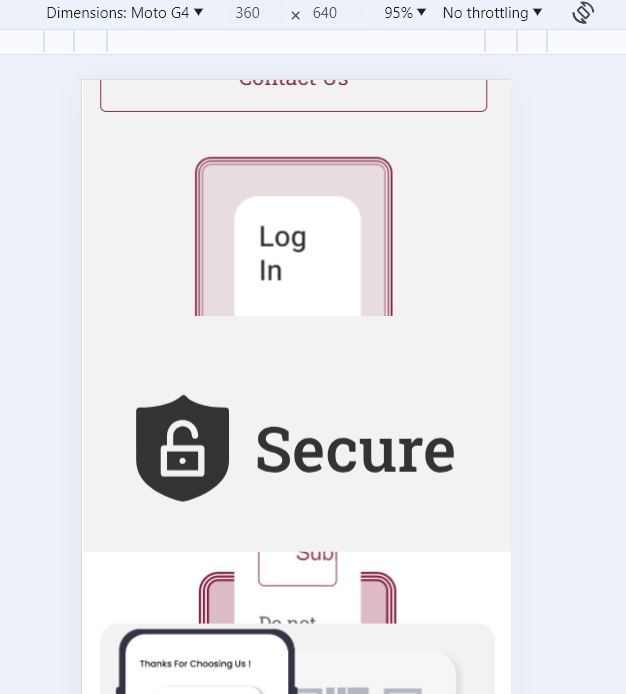 Dimensions: Moto G4 ▼ 360 × 640 95% ▼ No throttling ▼
Contact Us
Log
In
Secure
Sub
Do not
Thanks For Choosing Us !